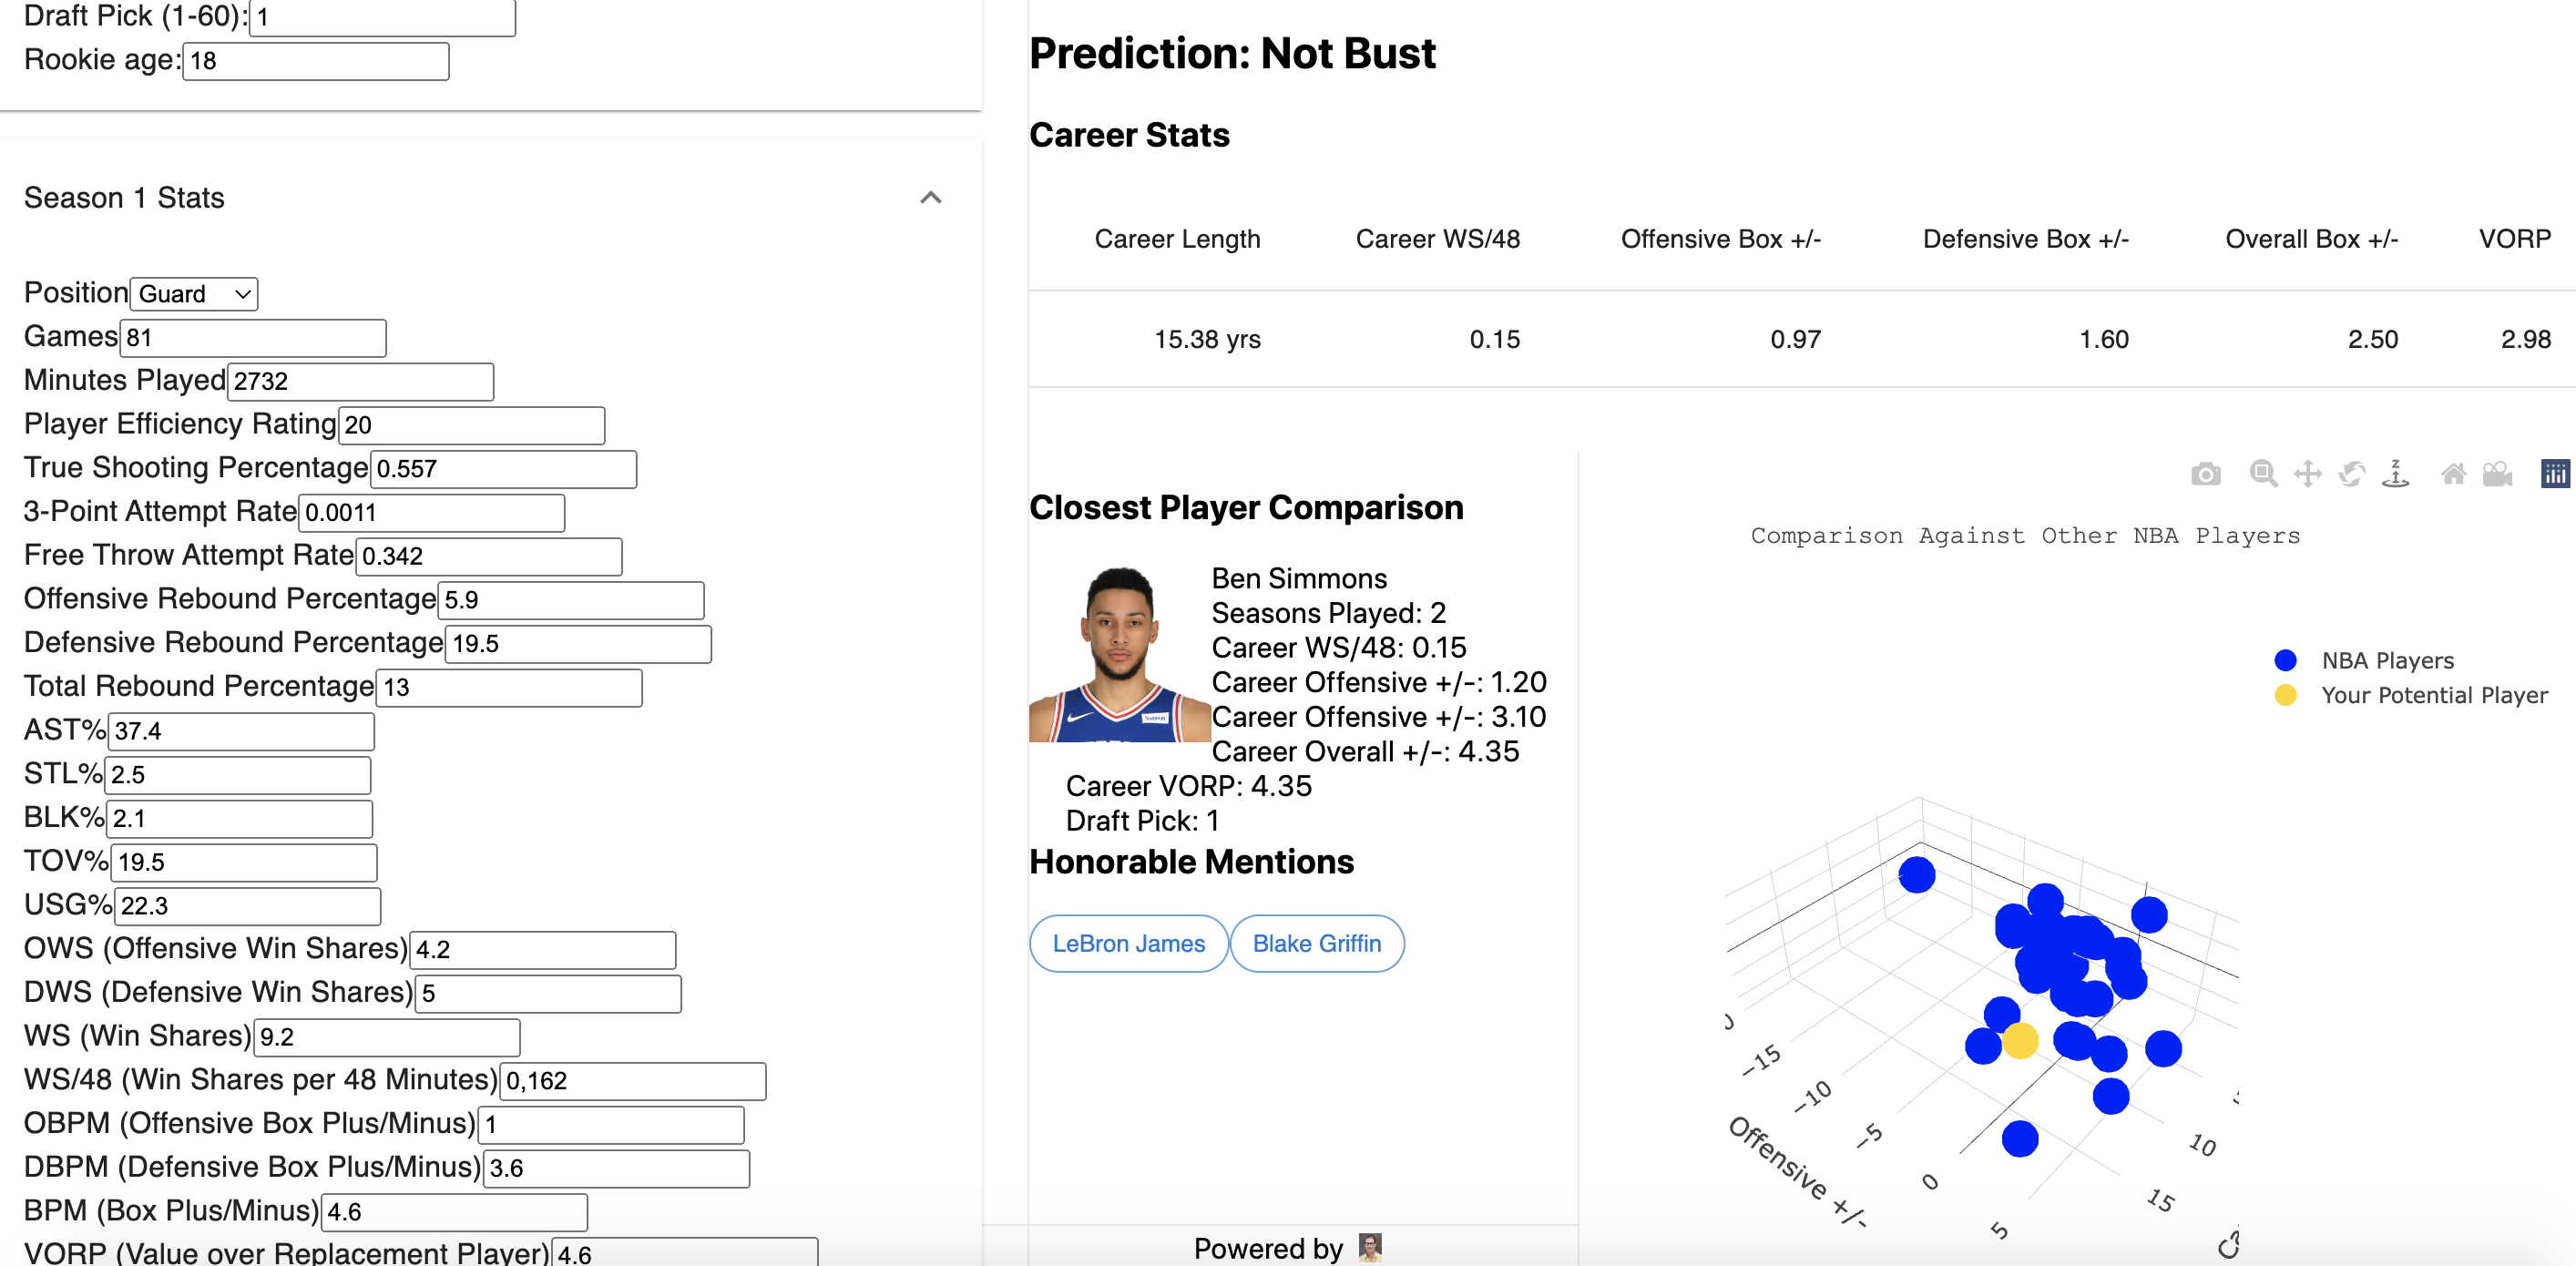 Draft Pick (1-60): 1
Rookie age: 18
Season 1 Stats
Position Guard
Games 81
Minutes Played 2732
Player Efficiency Rating 20
True Shooting Percentage 0.557
3-Point Attempt Rate 0.0011
Free Throw Attempt Rate 0.342
Offensive Rebound Percentage 5.9
Defensive Rebound Percentage 19.5
Total Rebound Percentage 13
AST% 37.4
STL% 2.5
BLK% 2.1
TOV% 19.5
USG% 22.3
OWS (Offensive Win Shares) 4.2
DWS (Defensive Win Shares) 5
WS (Win Shares) 9.2
WS/48 (Win Shares per 48 Minutes) 0,162
OBPM (Offensive Box Plus/Minus) 1
DBPM (Defensive Box Plus/Minus) 3.6
BPM (Box Plus/Minus) 4.6
VORP (Value over Replacement Player) 4.6
Prediction: Not Bust
Career Stats
Career Length Career WS/48 Offensive Box +/- Defensive Box +/- Overall Box +/- VORP
15.38 yrs 0.15 0.97 1.60 2.50 2.98
Closest Player Comparison
Ben Simmons
Seasons Played: 2
Career WS/48: 0.15
Career Offensive +/-: 1.20
Career Offensive +/-: 3.10
Career Overall +/-: 4.35
Career VORP: 4.35
Draft Pick: 1
Honorable Mentions
LeBron James Blake Griffin
Powered by
Z
Comparison Against Other NBA Players
NBA Players
Your Potential Player
−15
−10
−5
0
5
Offensive +/-
10
15